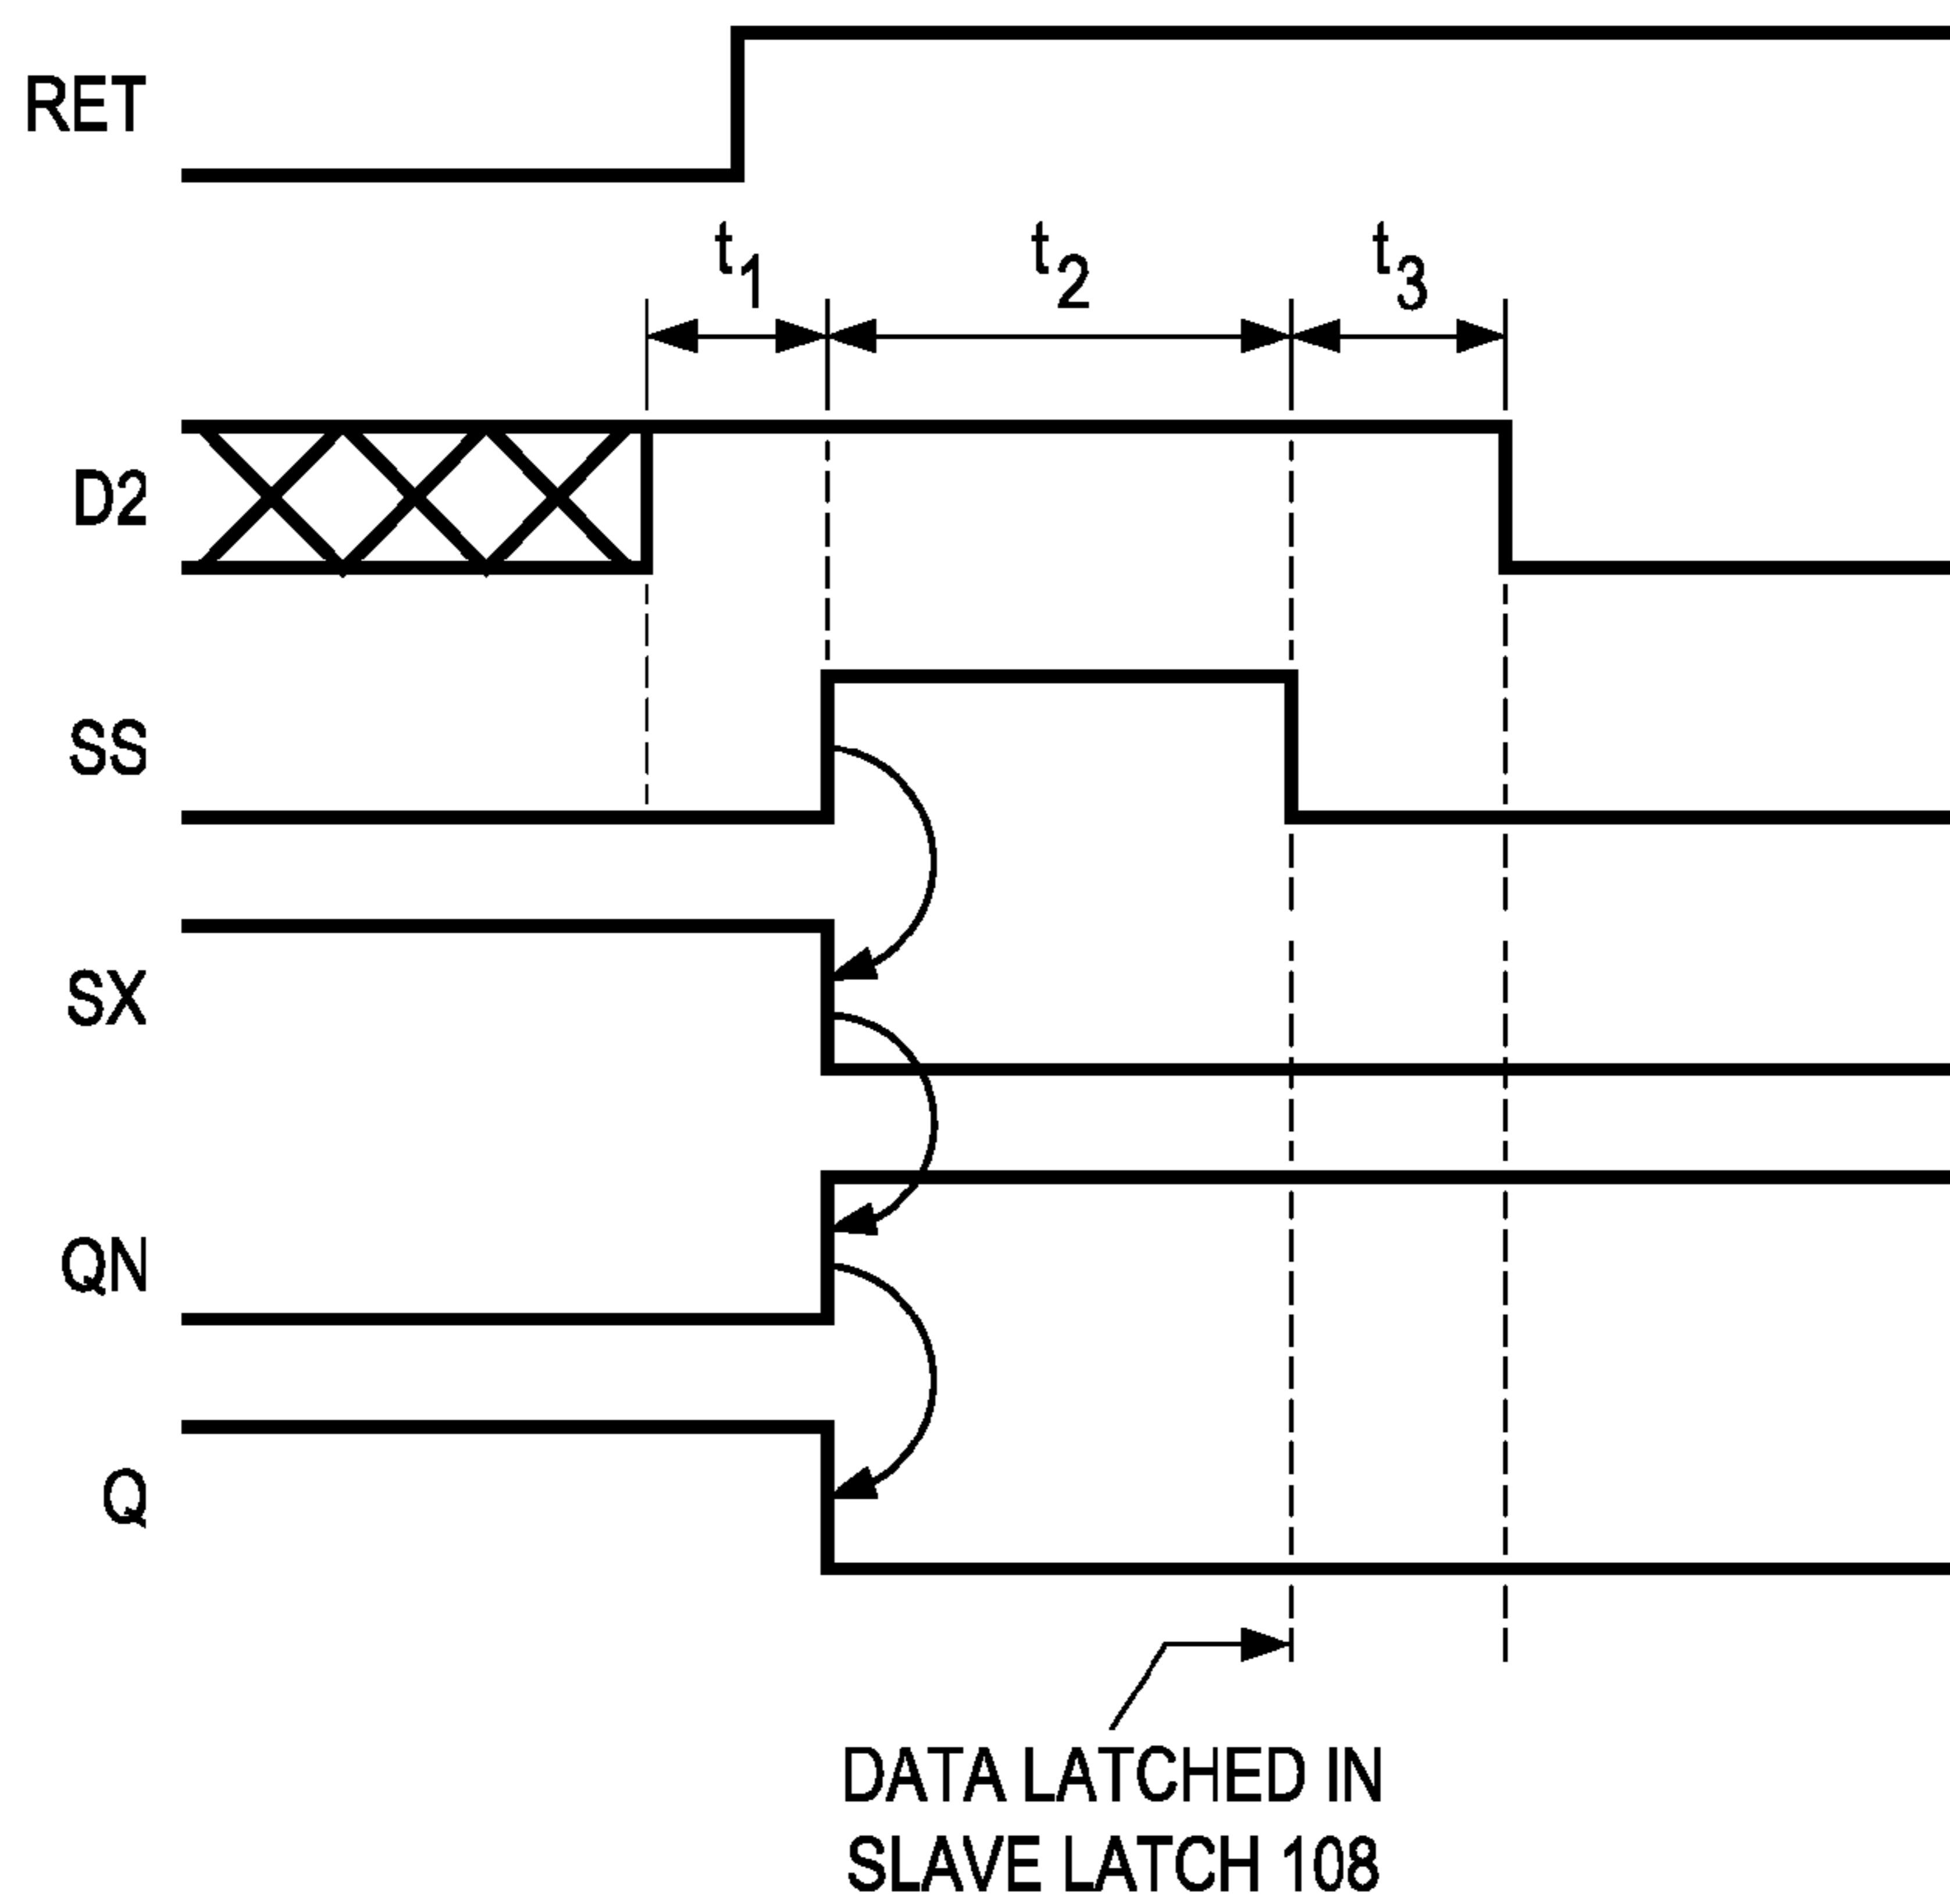 RET
t1 t2 t3
D2
SS
SX
QN
Q
DATA LATCHED IN
SLAVE LATCH 108